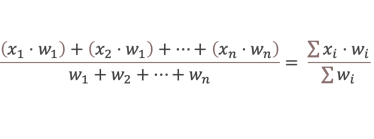 (x₁ · w₁) + (x₂ · w₁) + ⋯ + (xₙ · wₙ) / w₁ + w₂ + ⋯ + wₙ = ∑ xᵢ · wᵢ / ∑ wᵢ